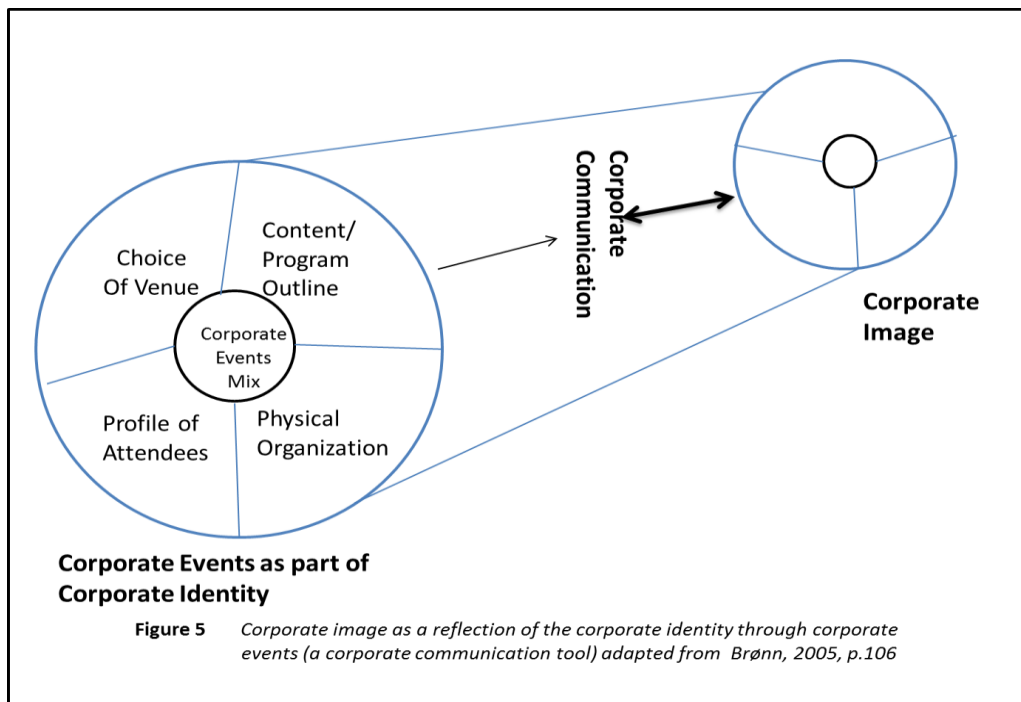 Choice
Of Venue
Content/
Program
Outline
Corporate
Events
Mix
Profile of
Attendees
Physical
Organization
Corporate
Communication
Corporate
Image
Corporate Events as part of
Corporate Identity
Figure 5 Corporate image as a reflection of the corporate identity through corporate
events (a corporate communication tool) adapted from Brønn, 2005, p.106